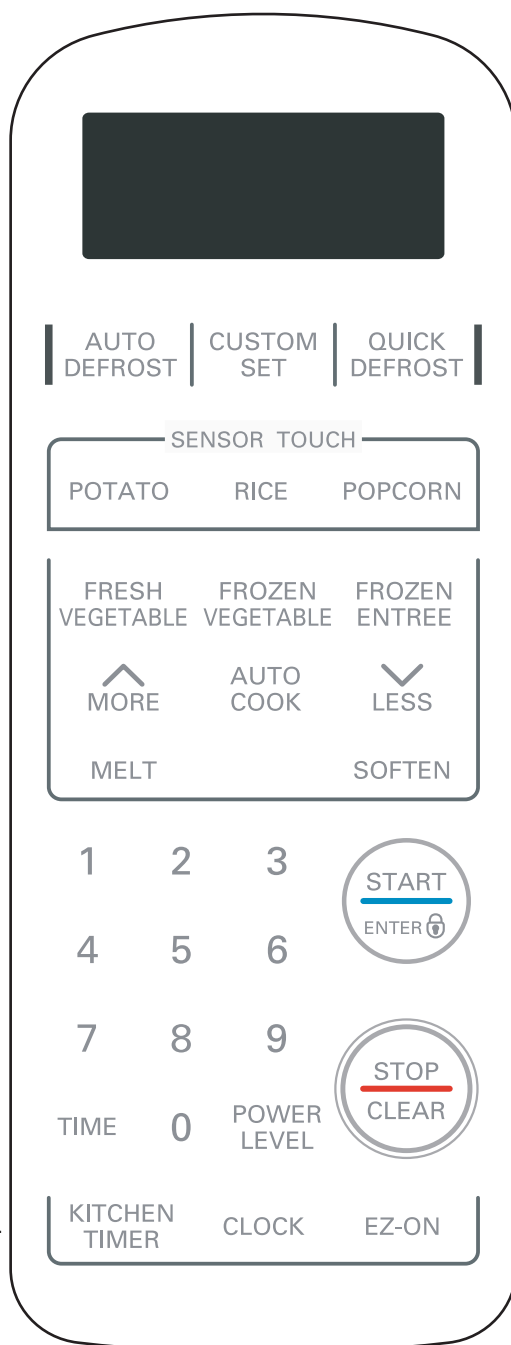 AUTO DEFROST
CUSTOM SET
QUICK DEFROST
SENSOR TOUCH
POTATO RICE POPCORN
FRESH VEGETABLE
FROZEN VEGETABLE
FROZEN ENTREE
MORE
AUTO COOK
LESS
MELT SOFTEN
1 2 3
START
ENTER
4 5 6
7 8 9
STOP
CLEAR
TIME 0 POWER LEVEL
KITCHEN TIMER
CLOCK EZ-ON